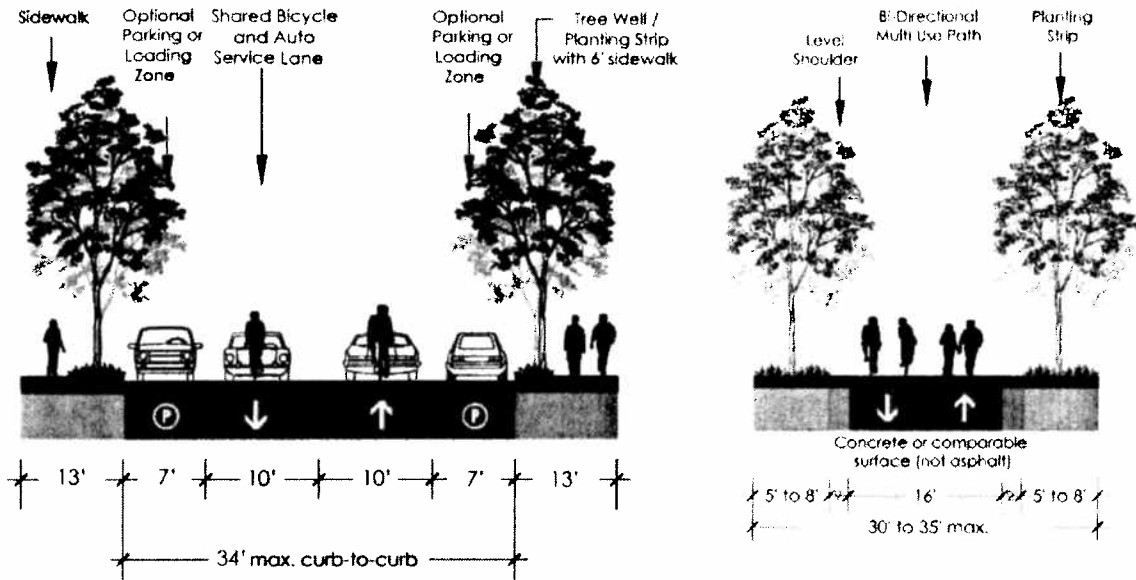 Sidewalk
Optional
Parking or
Loading
Zone
Shared Bicycle
and Auto
Service Lane
Optional
Parking or
Loading
Zone
Tree Well /
Planting Strip
with 6' sidewalk
P
P
13'
7'
10'
10'
7'
13'
34' max. curb-to-curb
Level
Shoulder
Bi-Directional
Multi Use Path
Planting
Strip
Concrete or comparable
surface (not asphalt)
5' to 8'
16'
5' to 8'
30' to 35' max.